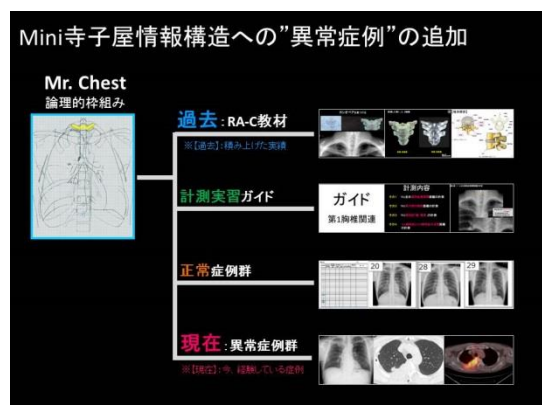 Mini寺子屋情報構造への”異常症例”の追加
Mr. Chest
論理的枠組み
過去:RA-C教材
※【過去】:積み上げた実績
計測実習ガイド
ガイド
第1胸椎関連
計測内容
正常症例群
20
28
29
現在:異常症例群
※【現在】:今、経験している症例